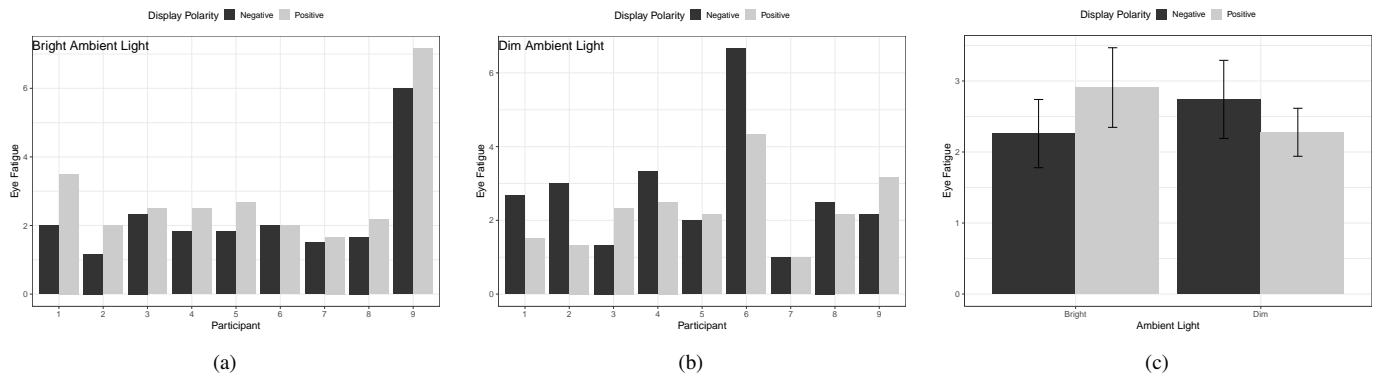 Display Polarity Negative Positive
Bright Ambient Light
6
4
2
0
Eye Fatigue
1 2 3 4 5 6 7 8 9
Participant
(a)
Display Polarity Negative Positive
Dim Ambient Light
6
4
2
0
Eye Fatigue
1 2 3 4 5 6 7 8 9
Participant
(b)
Display Polarity Negative Positive
3
2
1
0
Eye Fatigue
Bright Dim
Ambient Light
(c)